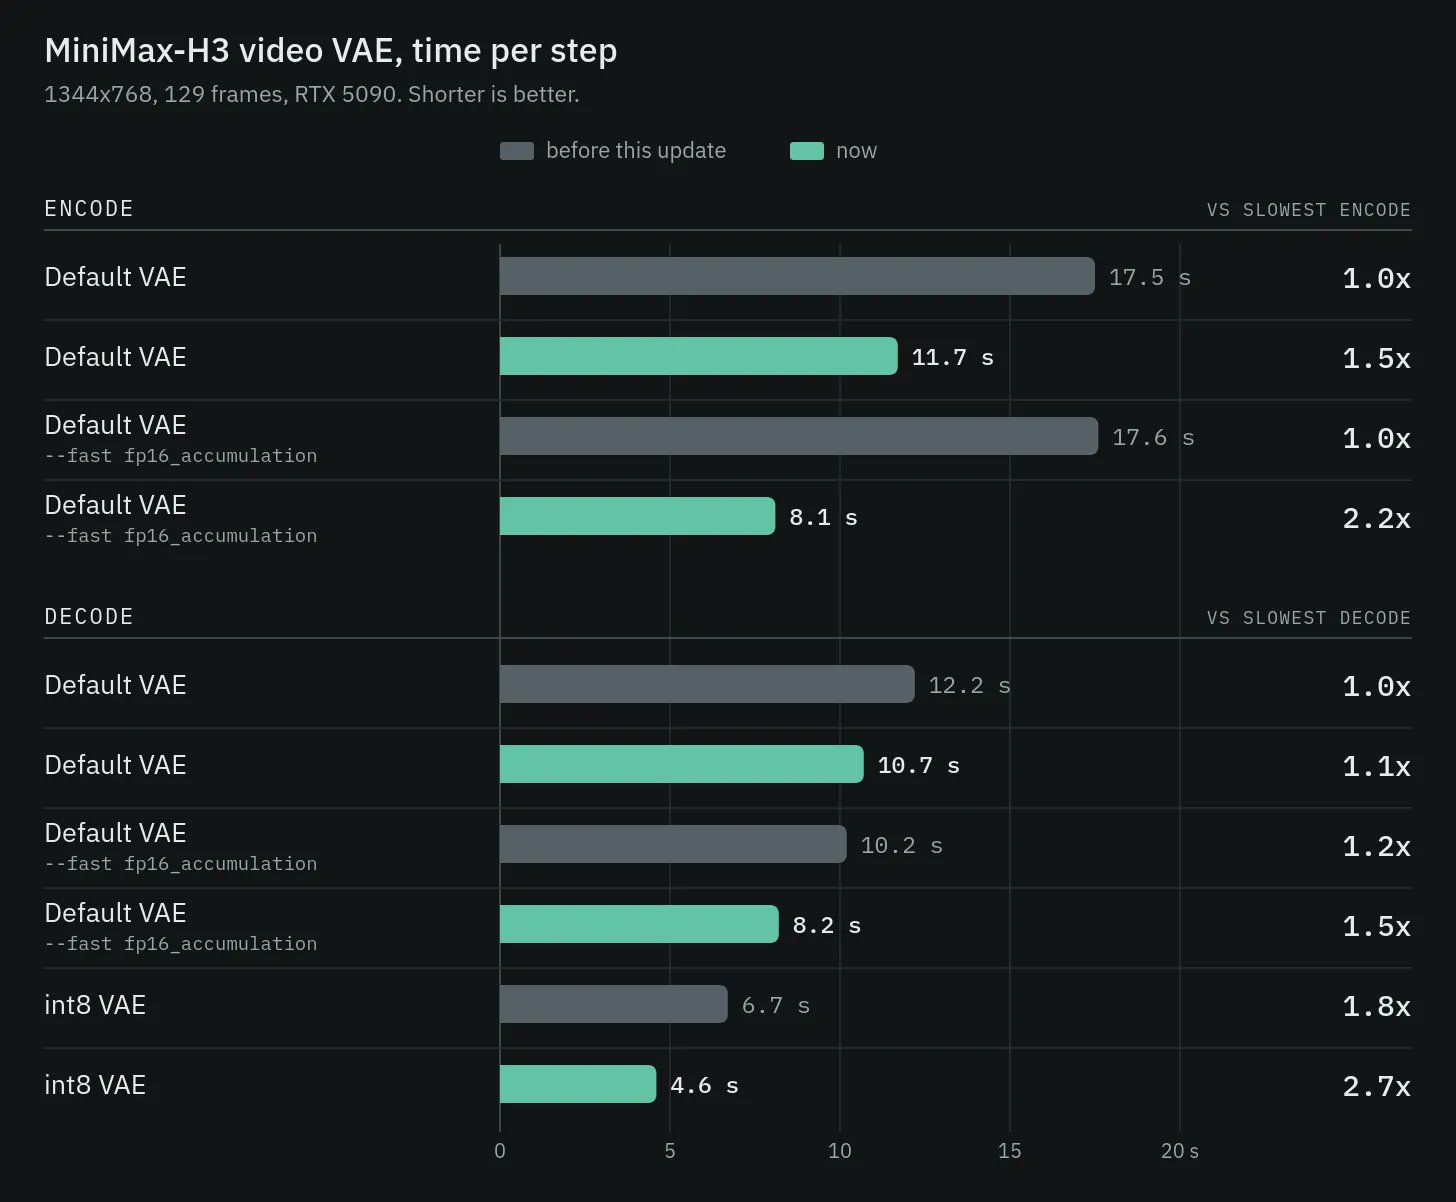 MiniMax-H3 video VAE, time per step
1344x768, 129 frames, RTX 5090. Shorter is better.
before this update now
ENCODE VS SLOWEST ENCODE
Default VAE 17.5 s 1.0x
Default VAE 11.7 s 1.5x
Default VAE 17.6 s 1.0x
--fast fp16_accumulation
Default VAE 8.1 s 2.2x
--fast fp16_accumulation
DECODE VS SLOWEST DECODE
Default VAE 12.2 s 1.0x
Default VAE 10.7 s 1.1x
Default VAE 10.2 s 1.2x
--fast fp16_accumulation
Default VAE 8.2 s 1.5x
--fast fp16_accumulation
int8 VAE 6.7 s 1.8x
int8 VAE 4.6 s 2.7x
0 5 10 15 20 s